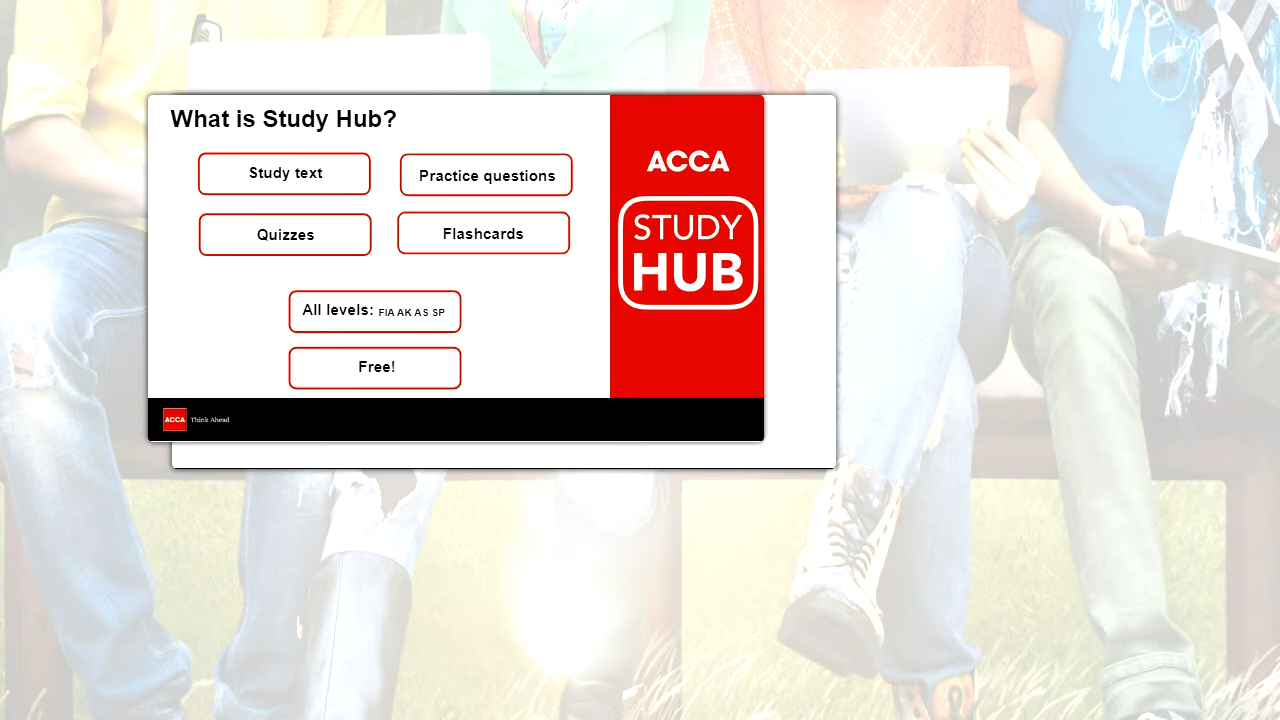 What is Study Hub?
Study text
Practice questions
Quizzes
Flashcards
All levels: FIA AK AS SP
Free!
ACCA
STUDY
HUB
ACCA Think Ahead